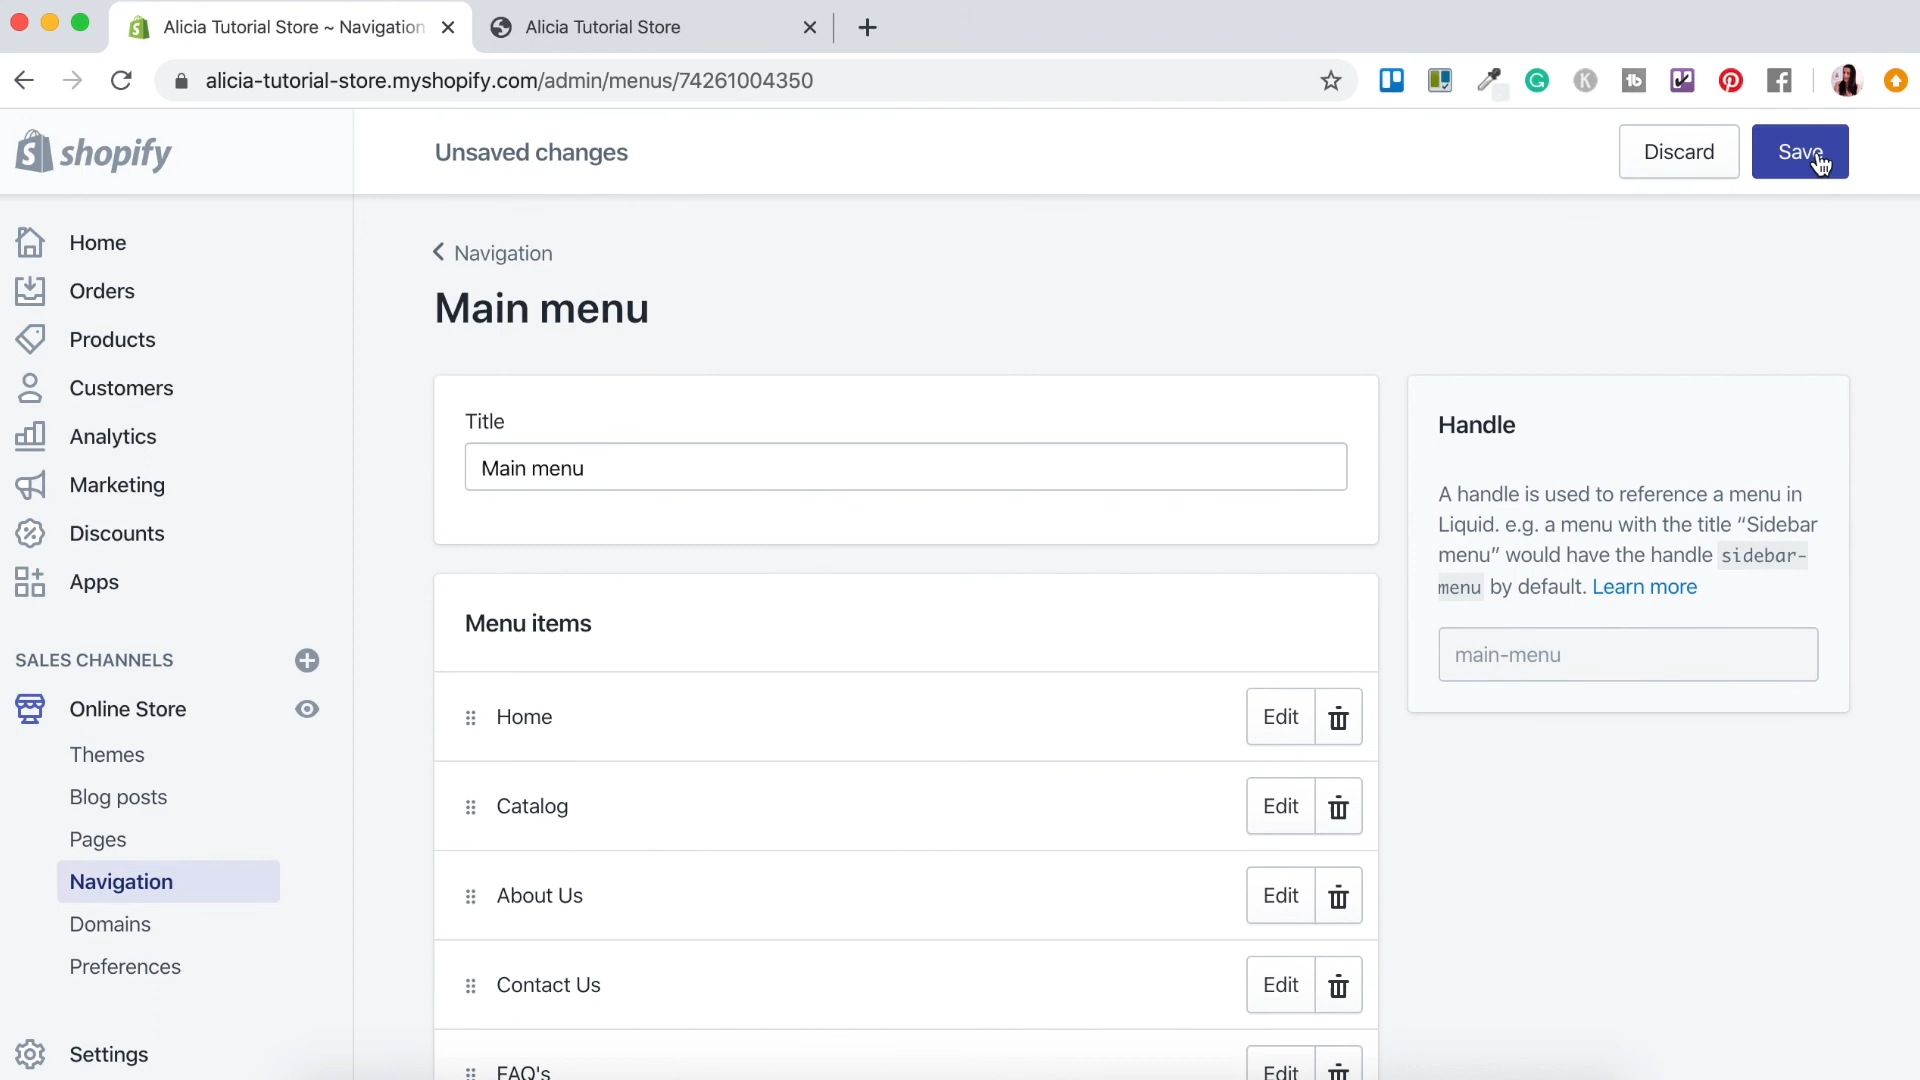 Alicia Tutorial Store ~ Navigation
Alicia Tutorial Store
alicia-tutorial-store.myshopify.com/admin/menus/74261004350
shopify
Unsaved changes
Discard
Save
Home
Orders
Products
Customers
Analytics
Marketing
Discounts
Apps
SALES CHANNELS
Online Store
Themes
Blog posts
Pages
Navigation
Domains
Preferences
Settings
Navigation
Main menu
Title
Main menu
Menu items
Home
Edit
Catalog
Edit
About Us
Edit
Contact Us
Edit
FAQ's
Edit
Handle
A handle is used to reference a menu in
Liquid. e.g. a menu with the title “Sidebar
menu” would have the handle sidebar-
menu by default. Learn more
main-menu